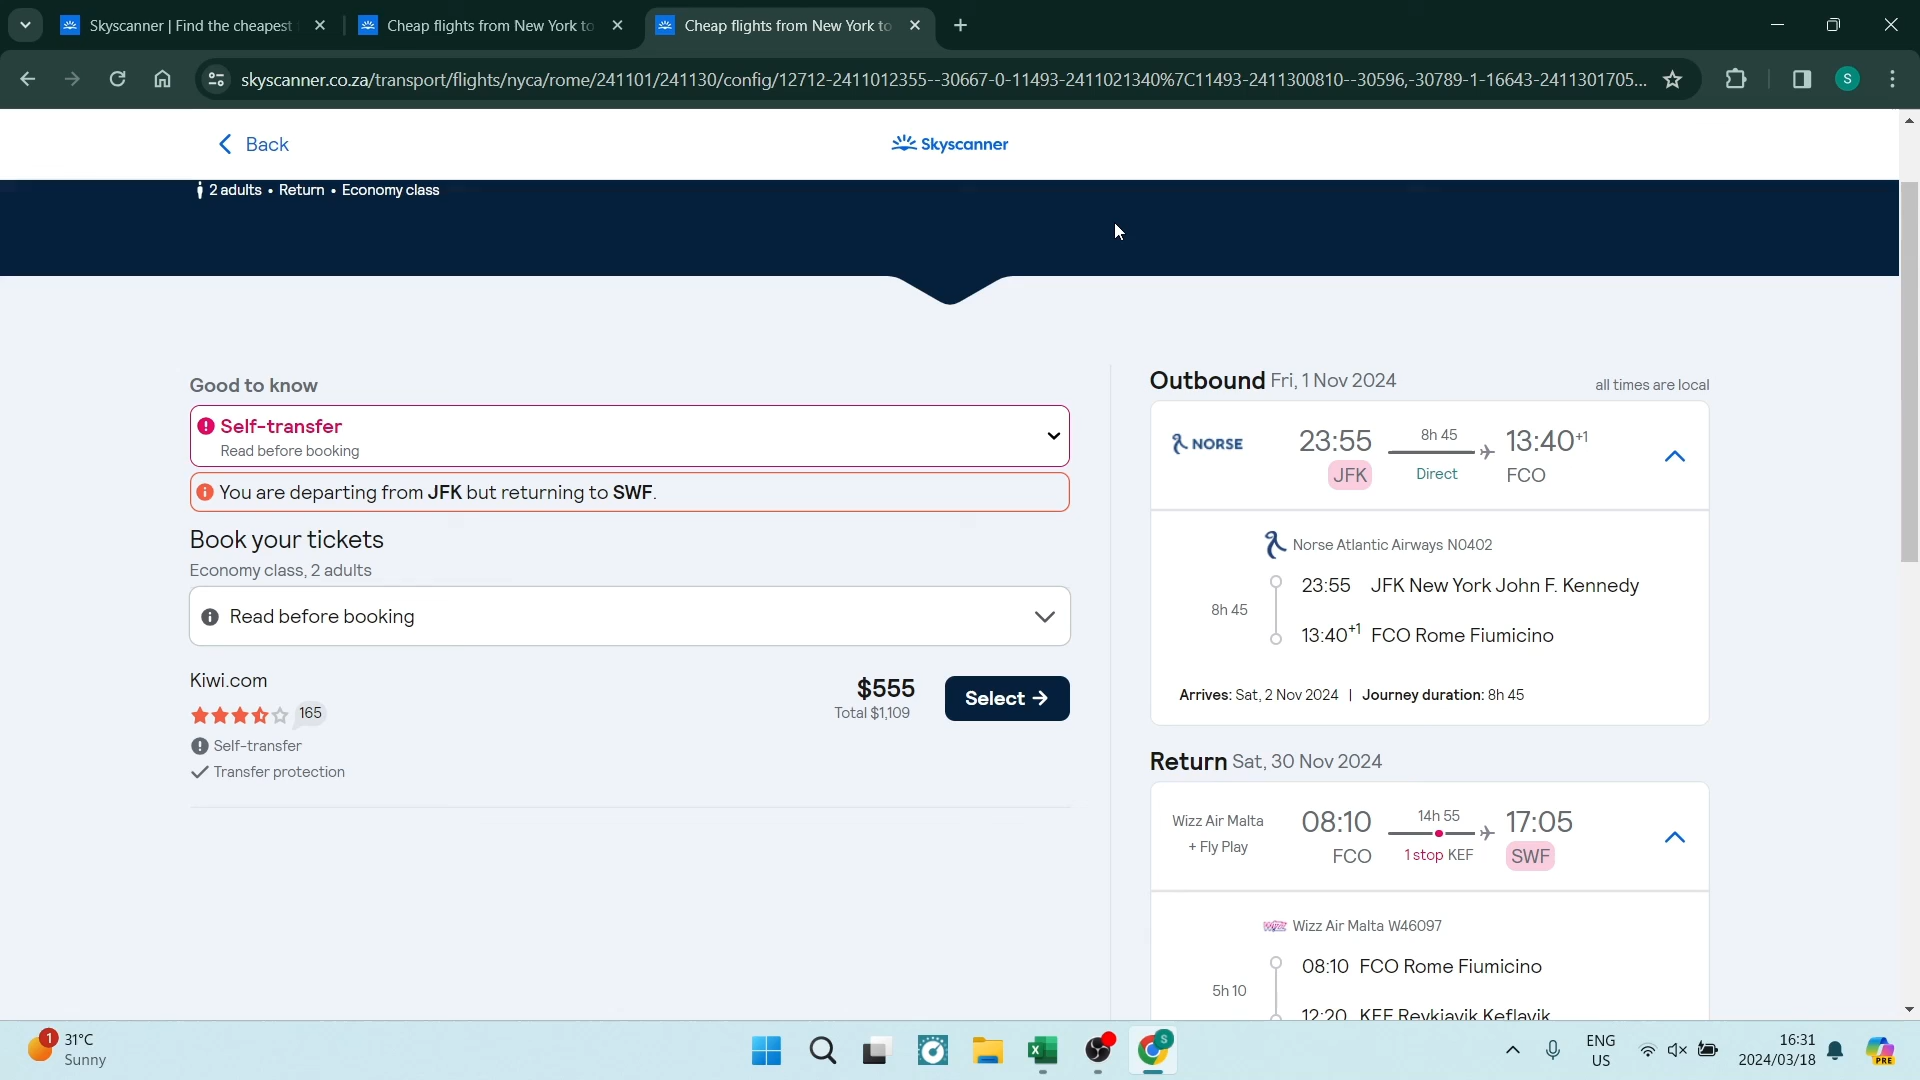 Skyscanner | Find the cheapest
Cheap flights from New York to
Cheap flights from New York to
skyscanner.co.za/transport/flights/nyca/rome/241101/241130/config/12712-2411012355--30667-0-11493-2411021340%7C11493-2411300810--30596,-30789-1-16643-2411301705...
S
Back
Skyscanner
2 adults • Return • Economy class
Good to know
Self-transfer
Read before booking
You are departing from JFK but returning to SWF.
Book your tickets
Economy class, 2 adults
Read before booking
Kiwi.com
165
$555
Total $1,109
Select →
Self-transfer
Transfer protection
Outbound Fri, 1 Nov 2024
all times are local
NORSE
23:55
8h 45
13:40+1
JFK
Direct
FCO
Norse Atlantic Airways N0402
23:55 JFK New York John F. Kennedy
8h 45
13:40+1 FCO Rome Fiumicino
Arrives: Sat, 2 Nov 2024 | Journey duration: 8h 45
Return Sat, 30 Nov 2024
Wizz Air Malta
+ Fly Play
08:10
14h 55
17:05
FCO
1 stop KEF
SWF
Wizz Air Malta W46097
08:10 FCO Rome Fiumicino
5h 10
12:20 KEF Reykjavik Keflavik
1
31°C
Sunny
S
ENG
US
16:31
2024/03/18
PRE